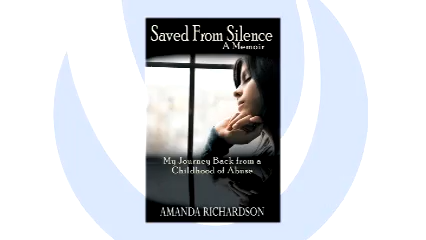 Saved From Silence
A Memoir
My Journey Back from a
Childhood of Abuse
AMANDA RICHARDSON